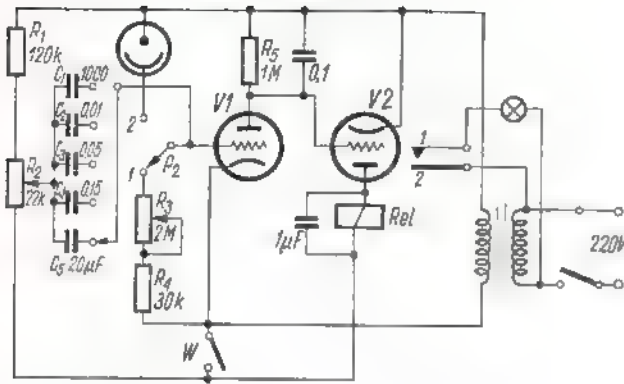 R1
120k
C1 1000
C2 0,01
C3 0,05
C4 0,15
C5 20µF
R2
22k
2
P2
1
R3
2M
R4
30k
W
R5
1M
0,1
V1
V2
1µF
Rel
1
2
220V